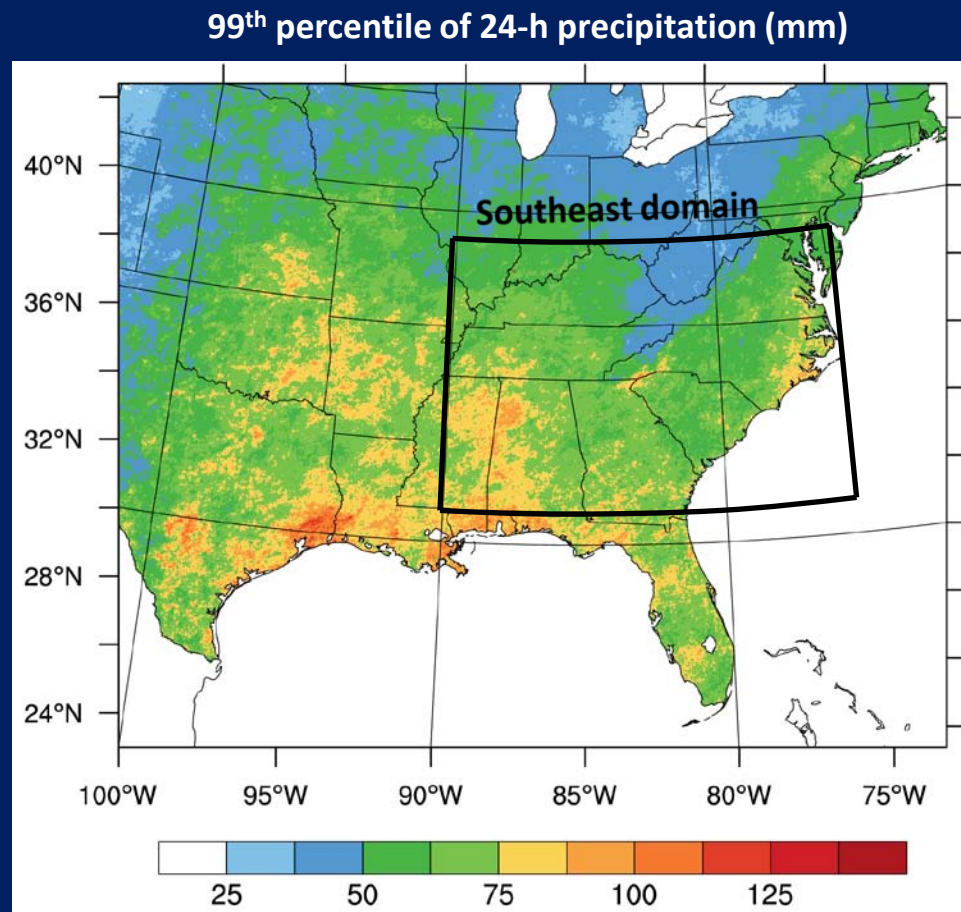 99th percentile of 24-h precipitation (mm)
40°N
Southeast domain
36°N
32°N
28°N
24°N
100°W 95°W 90°W 85°W 80°W 75°W
25 50 75 100 125